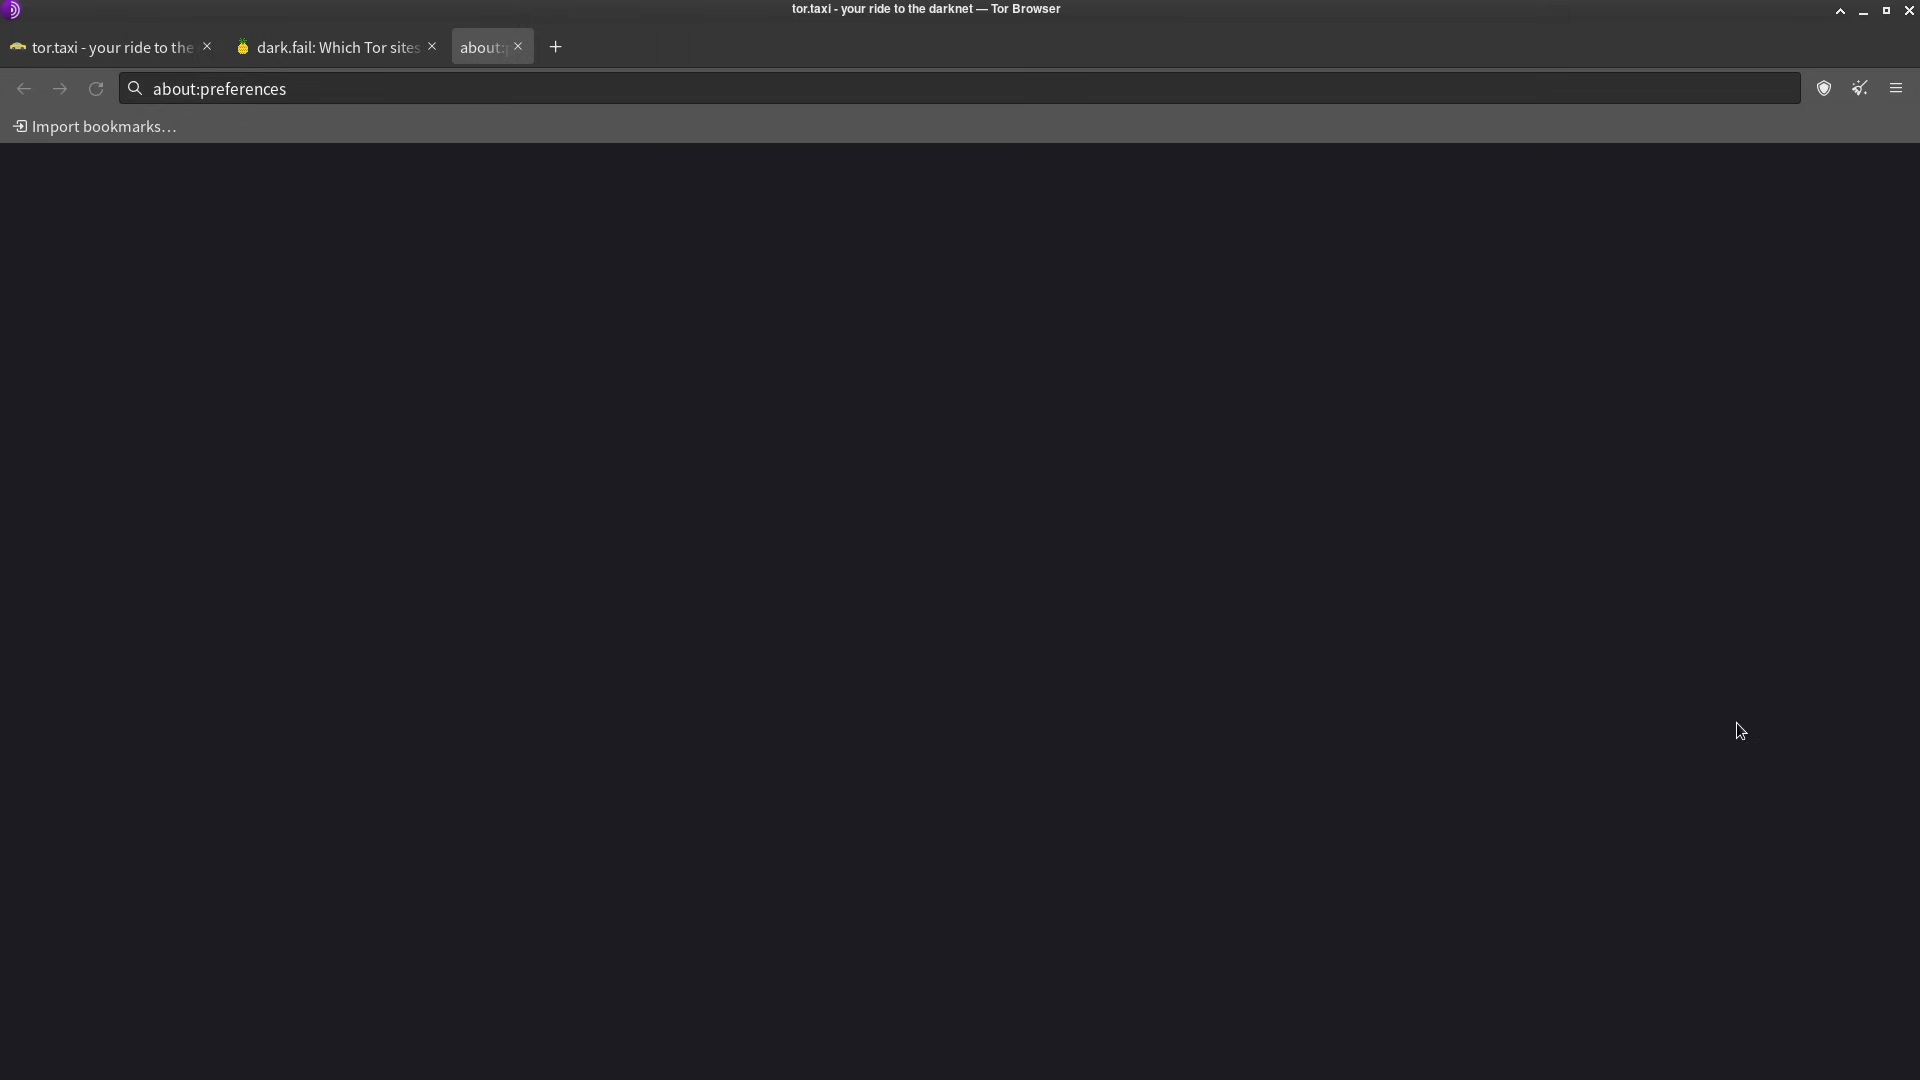 tor.taxi - your ride to the darknet — Tor Browser
tor.taxi - your ride to the
dark.fail: Which Tor sites
about:
about:preferences
Import bookmarks…